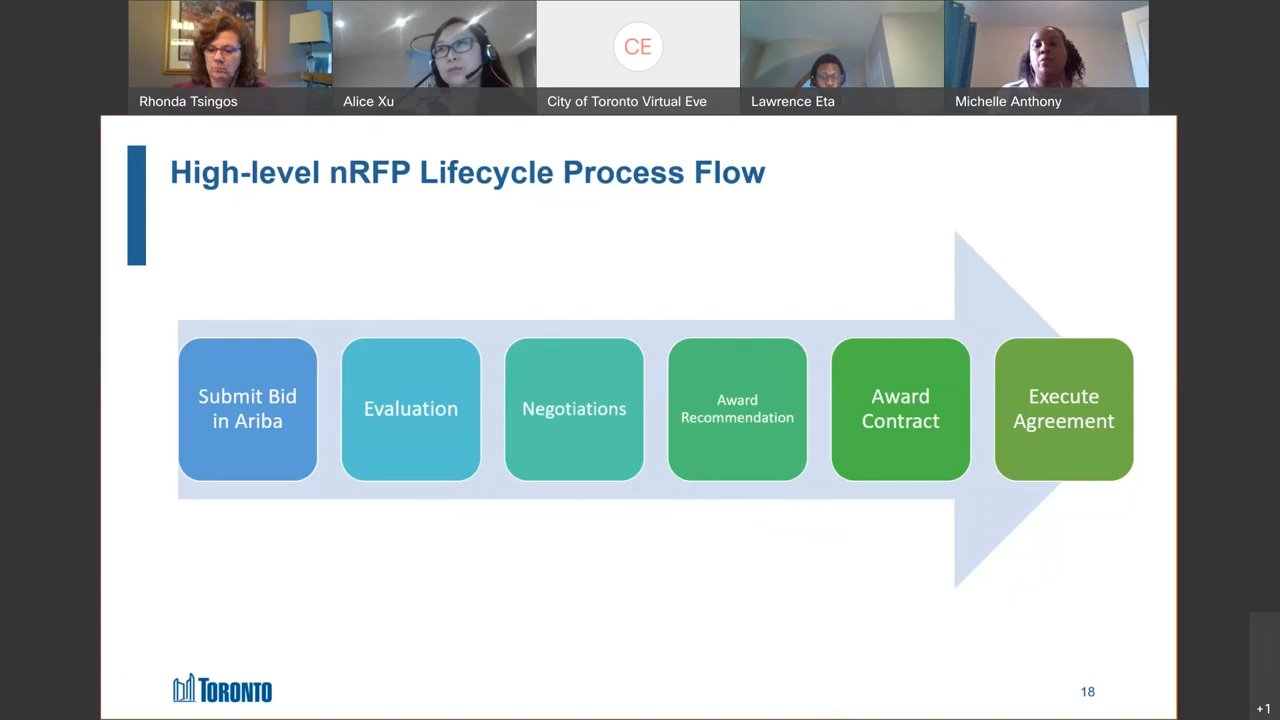 CE
Rhonda Tsingos
Alice Xu
City of Toronto Virtual Eve
Lawrence Eta
Michelle Anthony
High-level nRFP Lifecycle Process Flow
Submit Bid
in Ariba
Evaluation
Negotiations
Award
Recommendation
Award
Contract
Execute
Agreement
TORONTO
18
+1